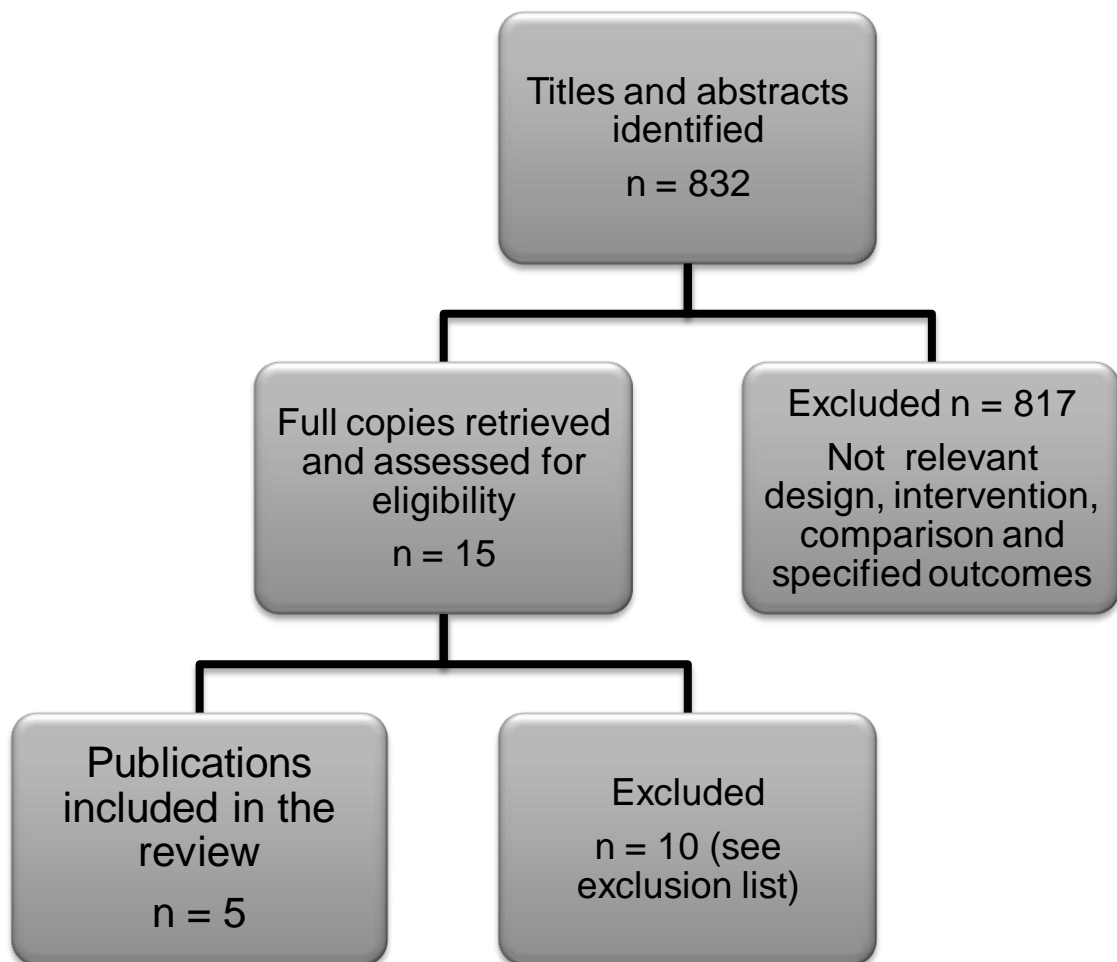 Titles and abstracts
identified
n = 832
Full copies retrieved
and assessed for
eligibility
n = 15
Excluded n = 817
Not relevant
design, intervention,
comparison and
specified outcomes
Publications
included in the
review
n = 5
Excluded
n = 10 (see
exclusion list)